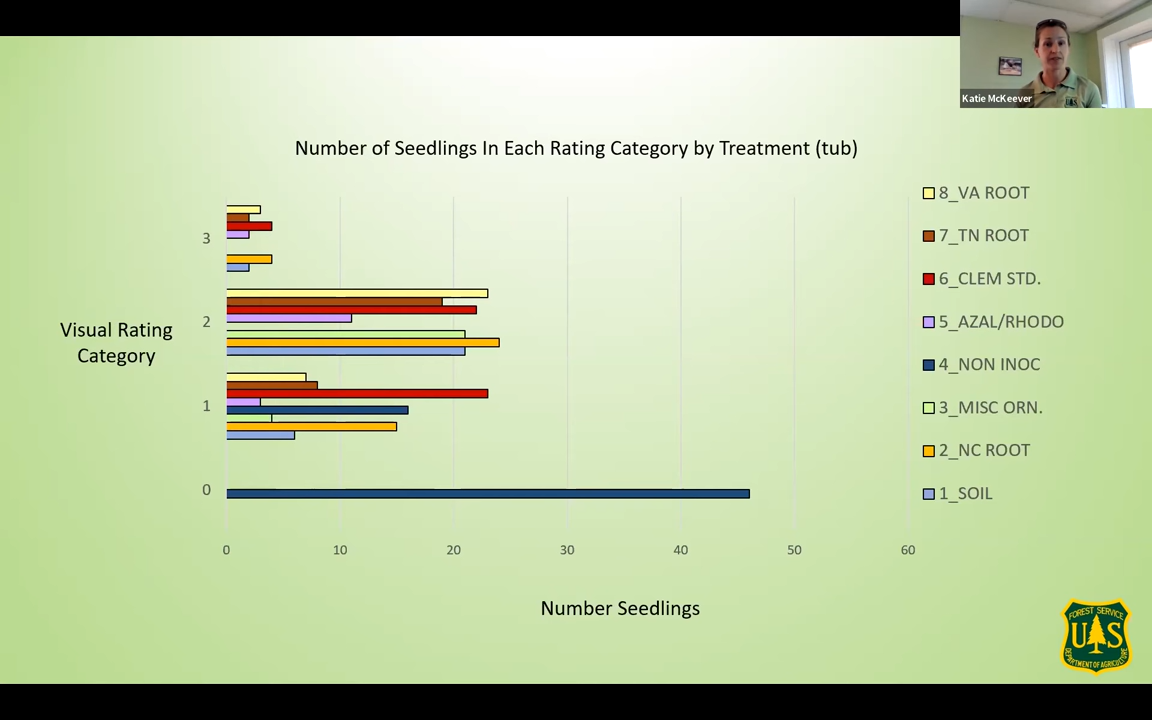 Katie McKeever
Number of Seedlings In Each Rating Category by Treatment (tub)
8_VA ROOT
7_TN ROOT
6_CLEM STD.
5_AZAL/RHODO
4_NON INOC
3_MISC ORN.
2_NC ROOT
1_SOIL
Visual Rating
Category
3
2
1
0
0 10 20 30 40 50 60
Number Seedlings
FOREST SERVICE
U S
DEPARTMENT OF AGRICULTURE